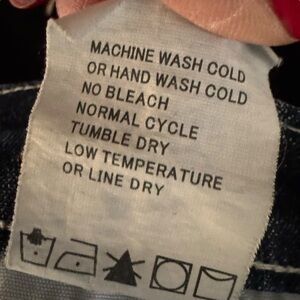 MACHINE WASH COLD
OR HAND WASH COLD
NO BLEACH
NORMAL CYCLE
TUMBLE DRY
LOW TEMPERATURE
OR LINE DRY